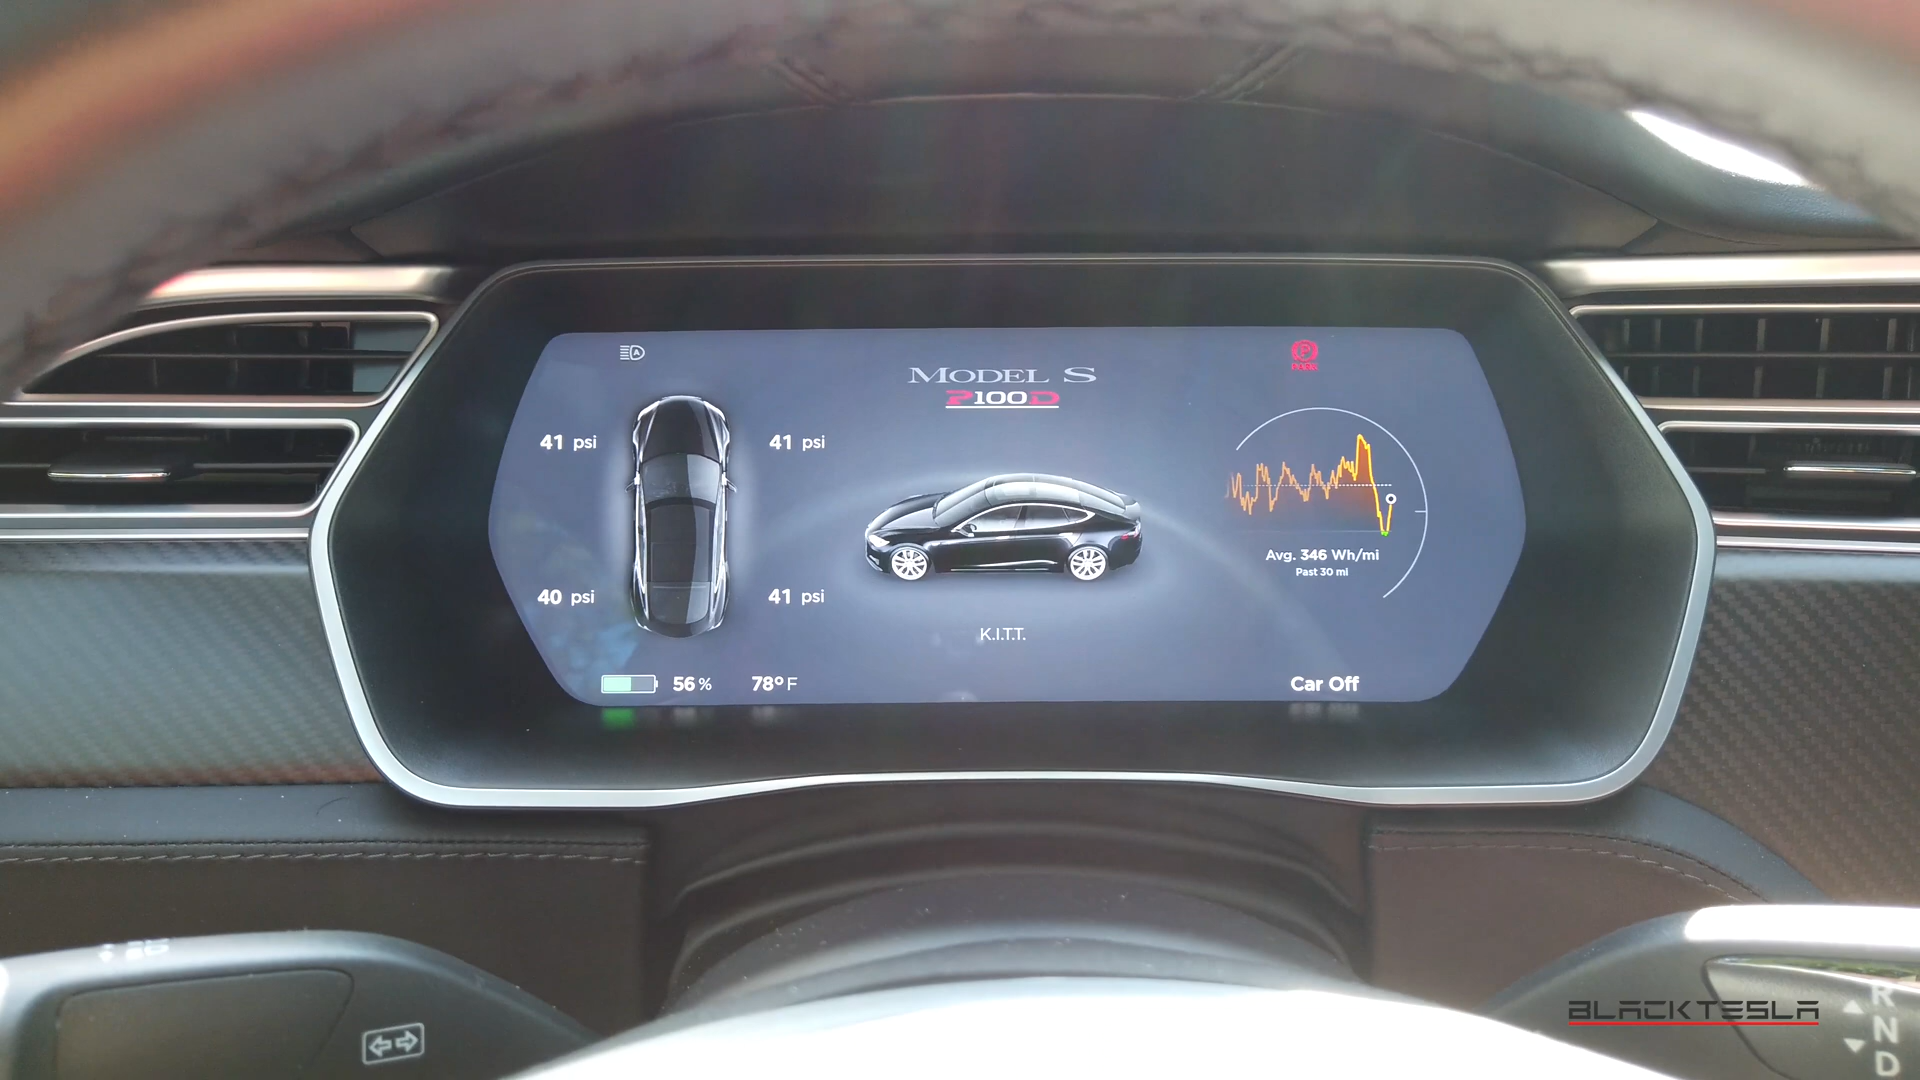 MODEL S
P100D
41 psi
41 psi
40 psi
41 psi
Avg. 346 Wh/mi
Past 30 mi
K.I.T.T.
56 %
78° F
Car Off
BLACKTESLA
R
N
D